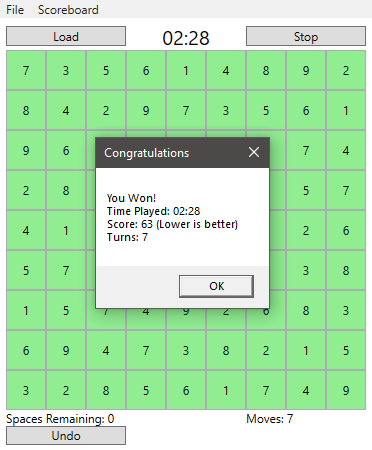 File Scoreboard
Load 02:28 Stop
7 3 5 6 1 4 8 9 2
8 4 2 9 7 3 5 6 1
9 6 7 4
2 8 5 7
4 1 2 6
5 7 3 8
1 5 7 4 9 2 6 8 3
6 9 4 7 3 8 2 1 5
3 2 8 5 6 1 7 4 9
Congratulations
You Won!
Time Played: 02:28
Score: 63 (Lower is better)
Turns: 7
OK
Spaces Remaining: 0 Moves: 7
Undo